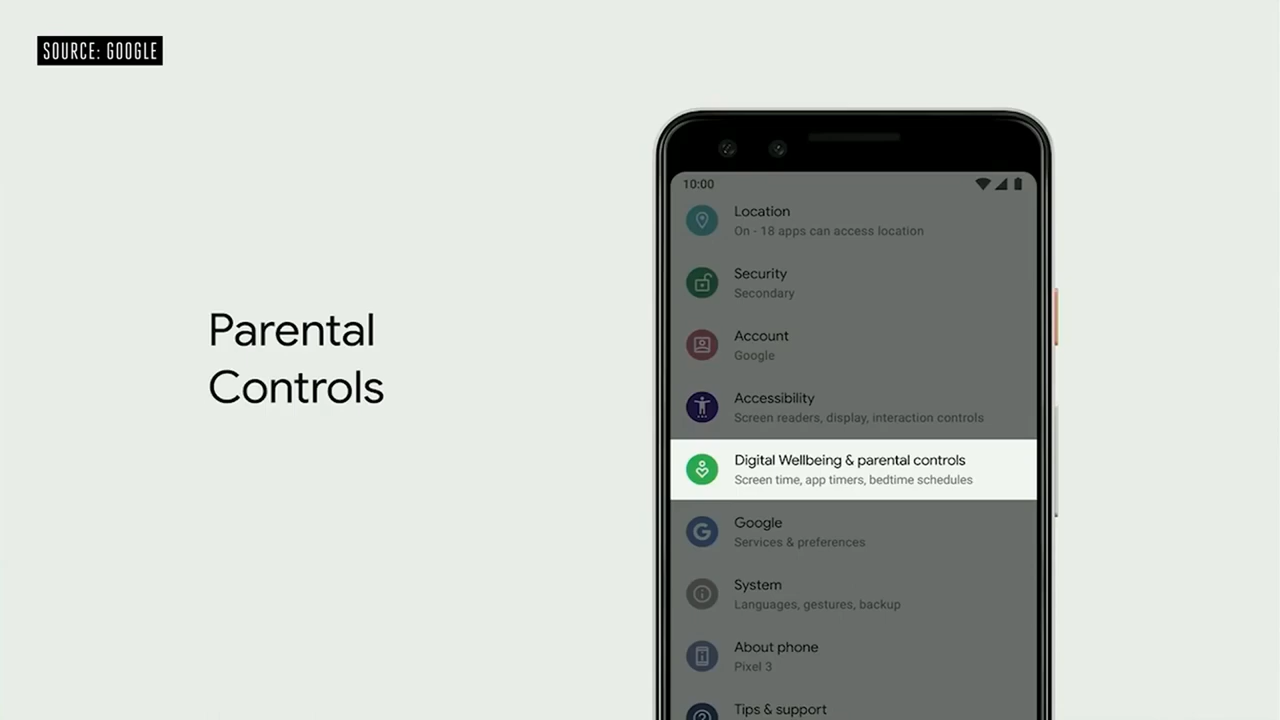 SOURCE: GOOGLE
Parental
Controls
10:00
Location
On - 18 apps can access location
Security
Secondary
Account
Google
Accessibility
Screen readers, display, interaction controls
Digital Wellbeing & parental controls
Screen time, app timers, bedtime schedules
Google
Services & preferences
System
Languages, gestures, backup
About phone
Pixel 3
Tips & support